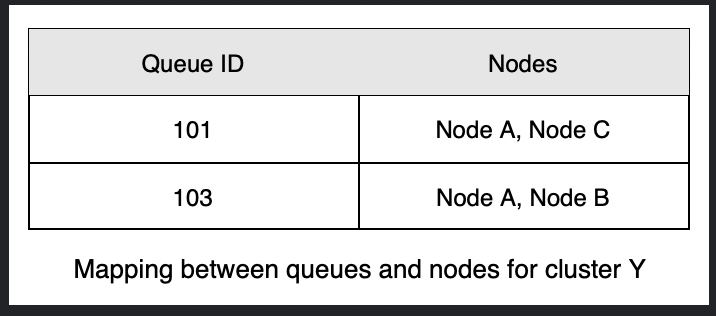 Queue ID Nodes
101 Node A, Node C
103 Node A, Node B
Mapping between queues and nodes for cluster Y